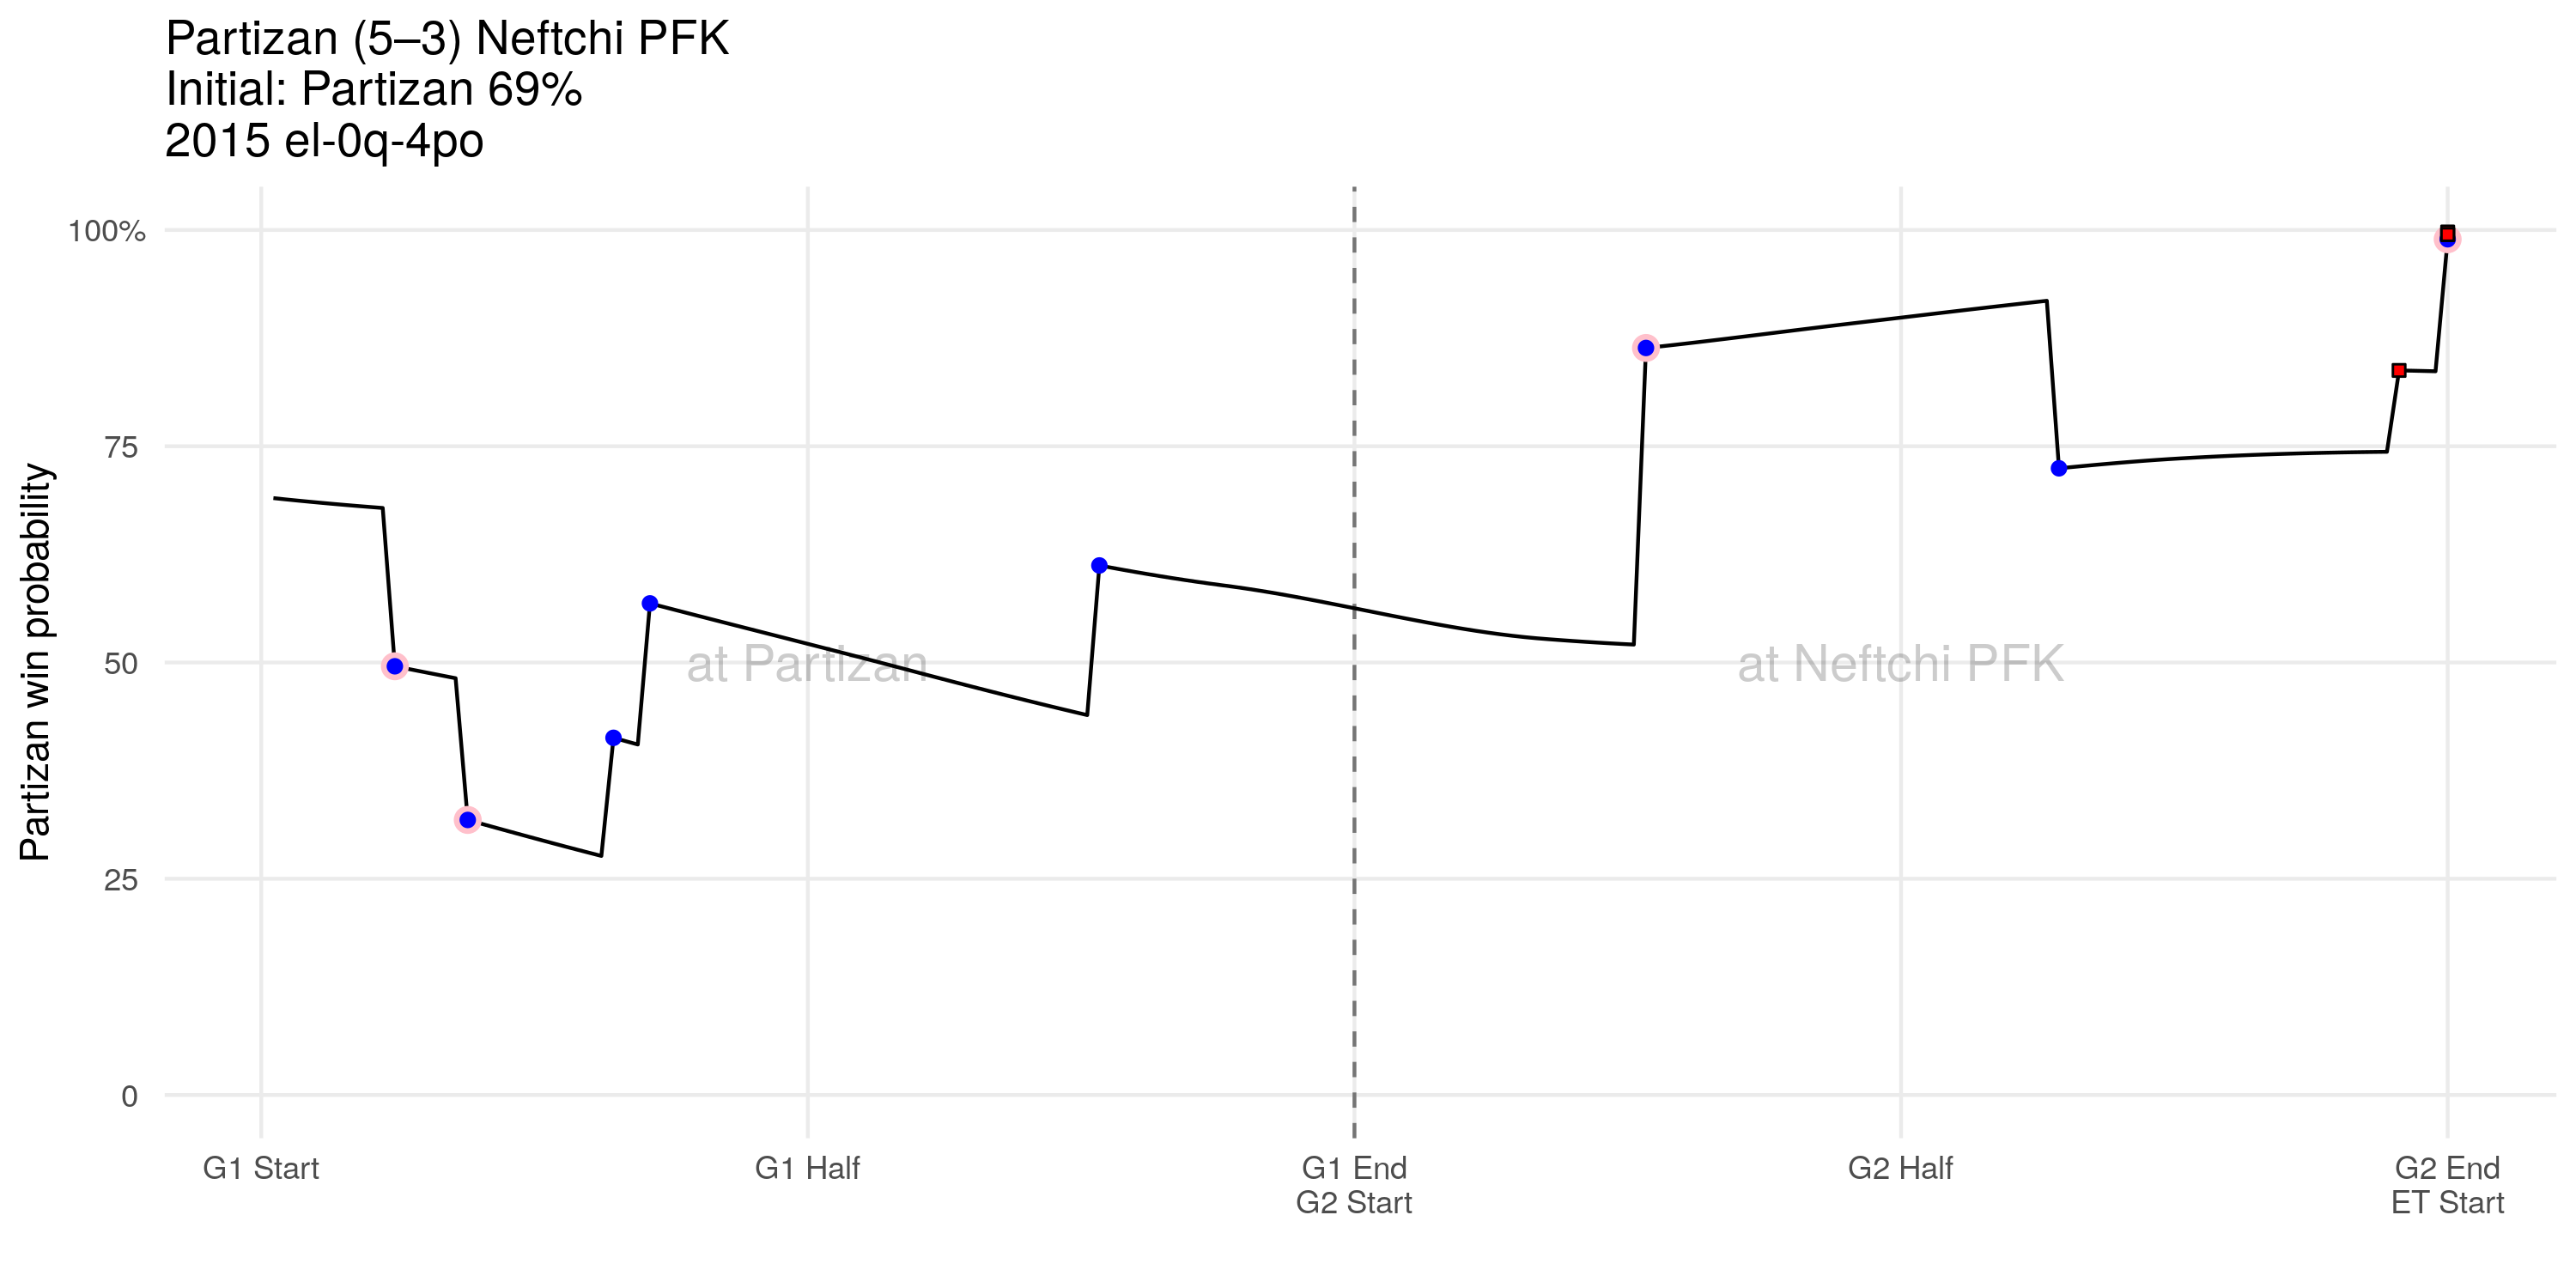 Partizan (5–3) Neftchi PFK
Initial: Partizan 69%
2015 el-0q-4po
Partizan win probability
100%
75
50
25
0
at Partizan
at Neftchi PFK
G1 Start
G1 Half
G1 End
G2 Start
G2 Half
G2 End
ET Start